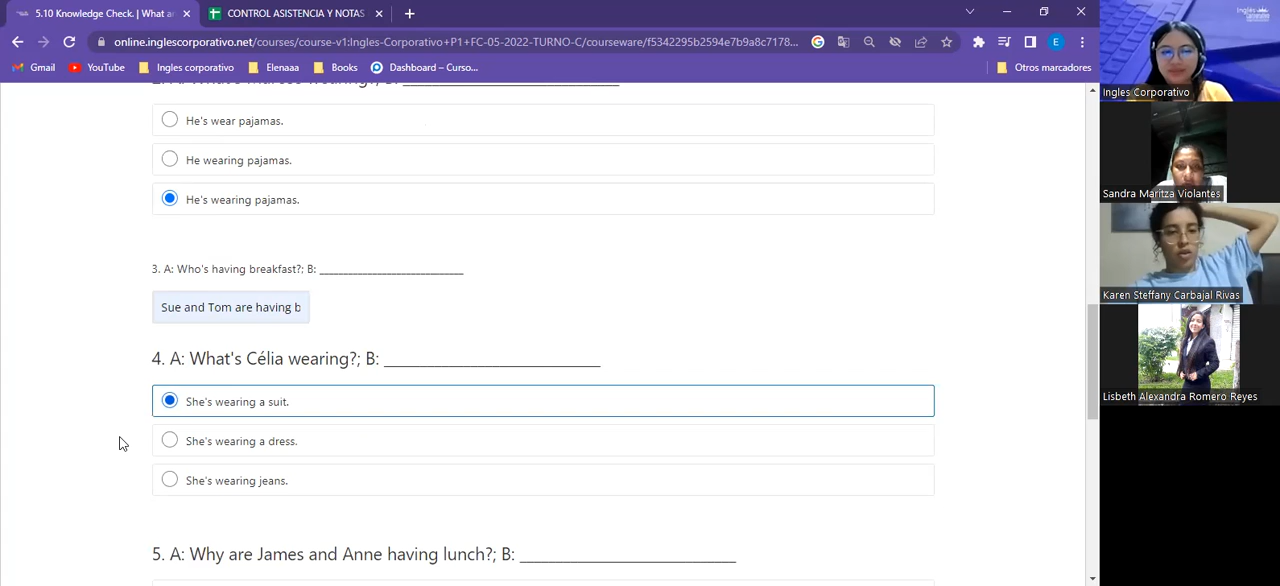 5.10 Knowledge Check. | What ar
CONTROL ASISTENCIA Y NOTAS
online.inglescorporativo.net/courses/course-v1:Ingles-Corporativo+P1+FC-05-2022-TURNO-C/courseware/f5342295b2594e7b9a8c7178...
E
Gmail
YouTube
Ingles corporativo
Elenaaa
Books
Dashboard – Curso...
Otros marcadores
He's wear pajamas.
He wearing pajamas.
He's wearing pajamas.
3. A: Who's having breakfast?; B: ____________________________
Sue and Tom are having b
4. A: What's Célia wearing?; B: ________________________
She's wearing a suit.
She's wearing a dress.
She's wearing jeans.
5. A: Why are James and Anne having lunch?; B: ________________________
Ingles Corporativo
Sandra Maritza Violantes
Karen Steffany Carbajal Rivas
Lisbeth Alexandra Romero Reyes